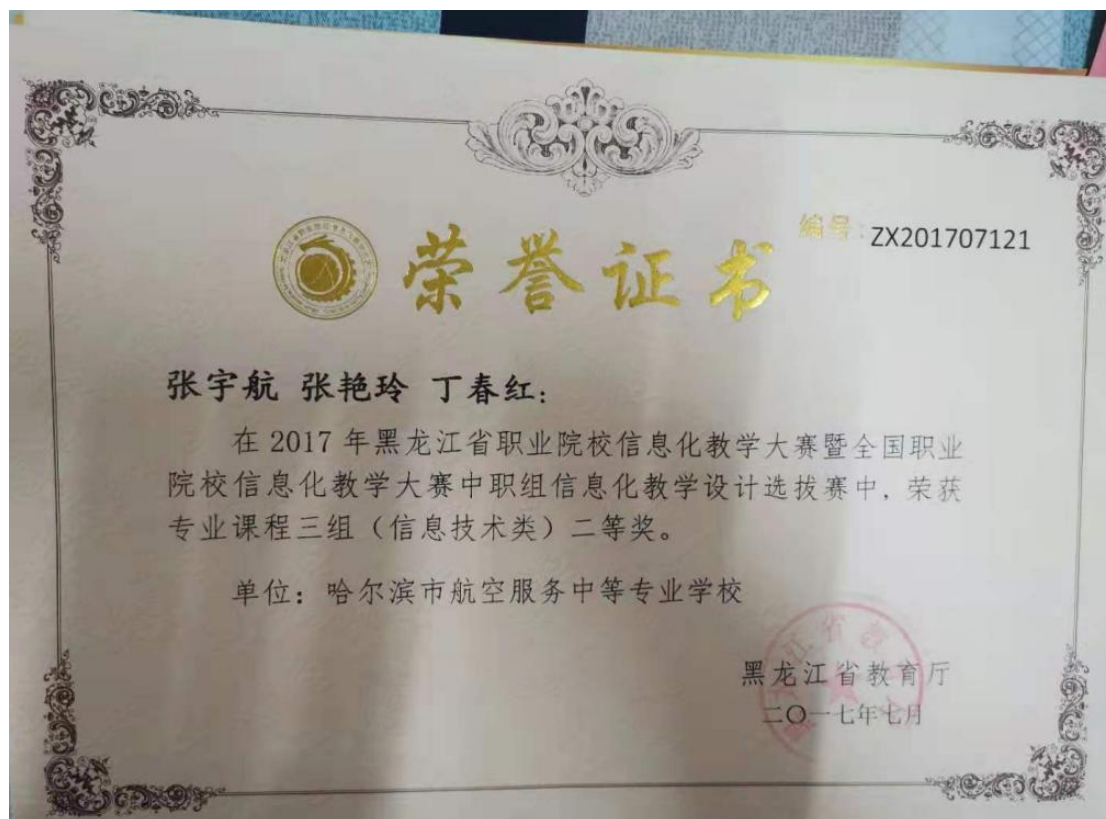 编号：ZX201707121
荣誉证书
张宇航 张艳玲 丁春红：
在 2017 年黑龙江省职业院校信息化教学大赛暨全国职业
院校信息化教学大赛中职组信息化教学设计选拔赛中，荣获
专业课程三组（信息技术类）二等奖。
单位：哈尔滨市航空服务中等专业学校
黑龙江省教育厅
二〇一七年七月